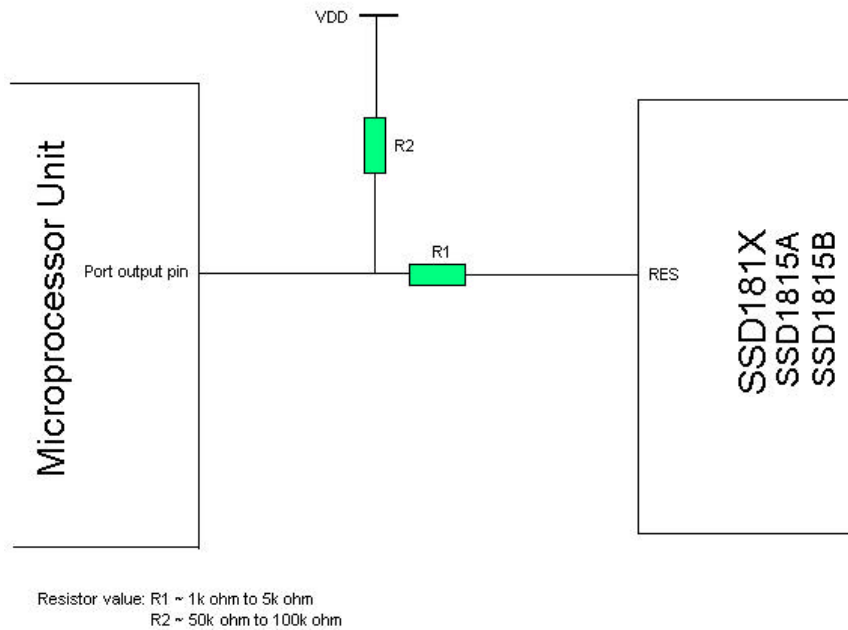 VDD
R2
R1
Microprocessor Unit
Port output pin
RES
SSD181X
SSD1815A
SSD1815B
Resistor value: R1 ~ 1k ohm to 5k ohm
R2 ~ 50k ohm to 100k ohm